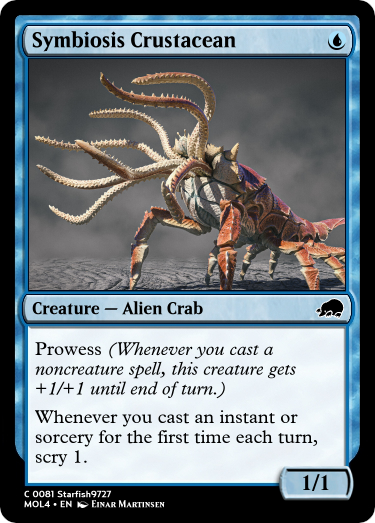 Symbiosis Crustacean
Creature — Alien Crab
Prowess (Whenever you cast a
noncreature spell, this creature gets
+1/+1 until end of turn.)
Whenever you cast an instant or
sorcery for the first time each turn,
scry 1.
1/1
C 0081 Starfish9727
MOL4 • EN Einar Martinsen